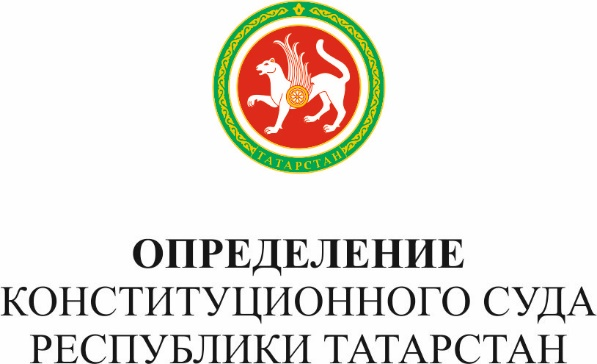 ТАТАРСТАН
ОПРЕДЕЛЕНИЕ
КОНСТИТУЦИОННОГО СУДА
РЕСПУБЛИКИ ТАТАРСТАН